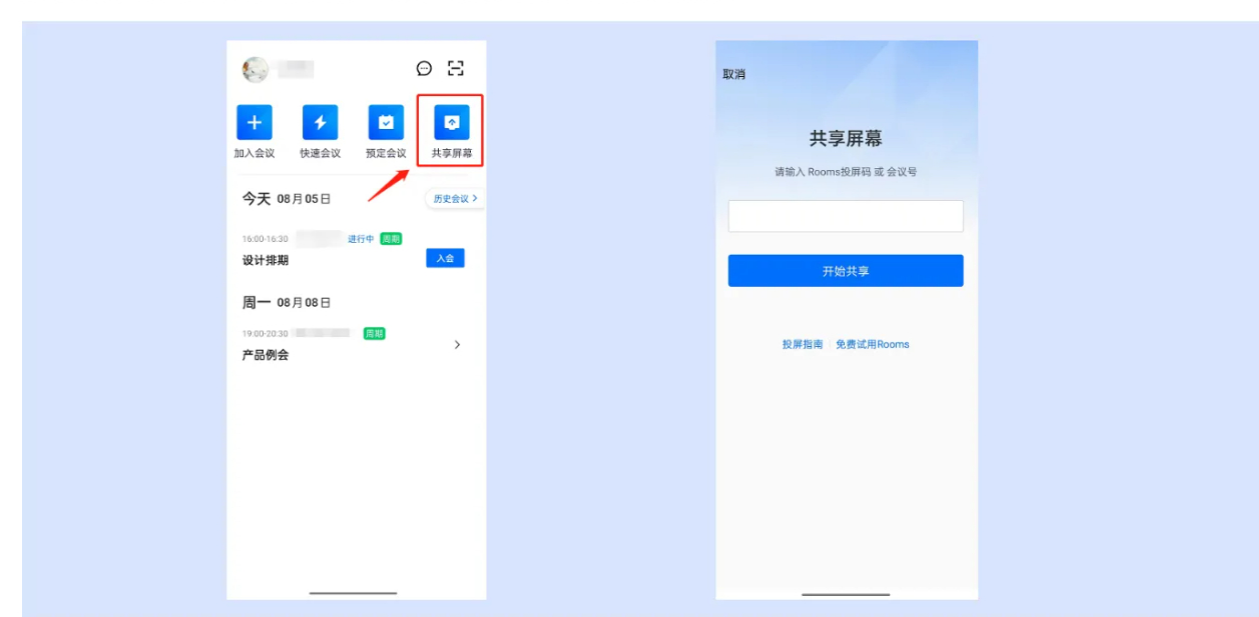 加入会议 快速会议 预定会议 共享屏幕
今天 08月05日 历史会议
16:00-16:30 进行中 周期
设计排期 入会
周一 08月08日
19:00-20:30 周期
产品例会
取消
共享屏幕
请输入 Rooms投屏码 或 会议号
开始共享
投屏指南 免费试用Rooms